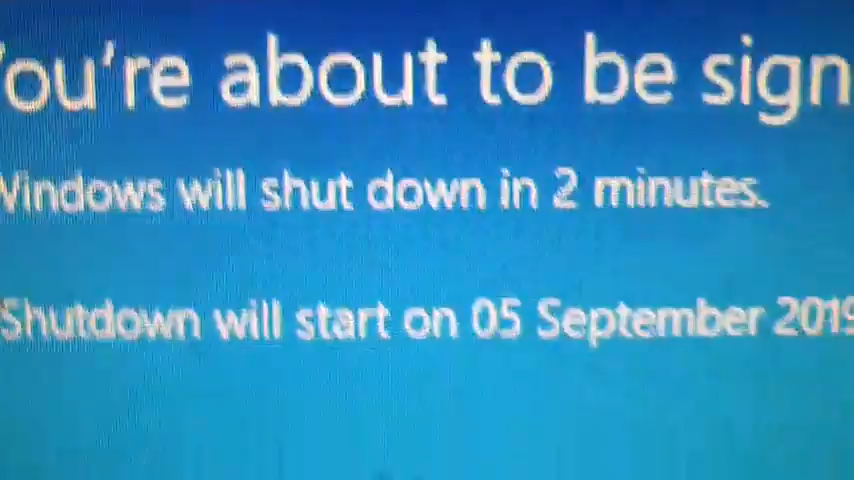 You're about to be sign
Windows will shut down in 2 minutes.
Shutdown will start on 05 September 2019